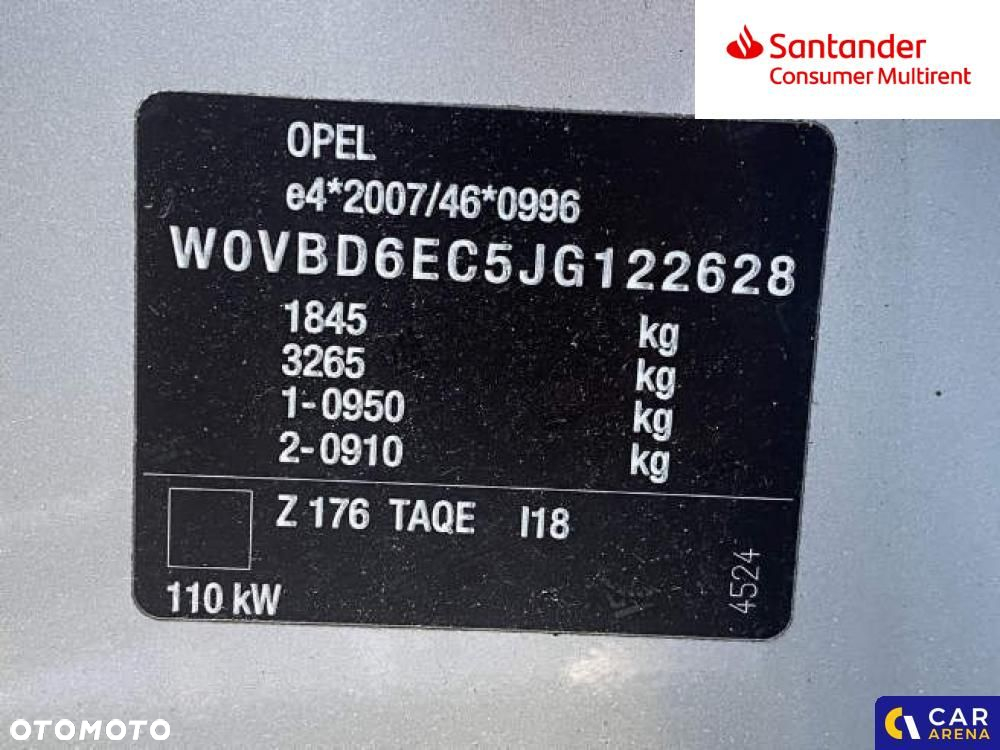 Santander
Consumer Multirent
OPEL
e4*2007/46*0996
W0VBD6EC5JG122628
1845 kg
3265 kg
1-0950 kg
2-0910 kg
Z 176 TAQE I18
110 kW
4524
OTOMOTO
CAR
ARENA